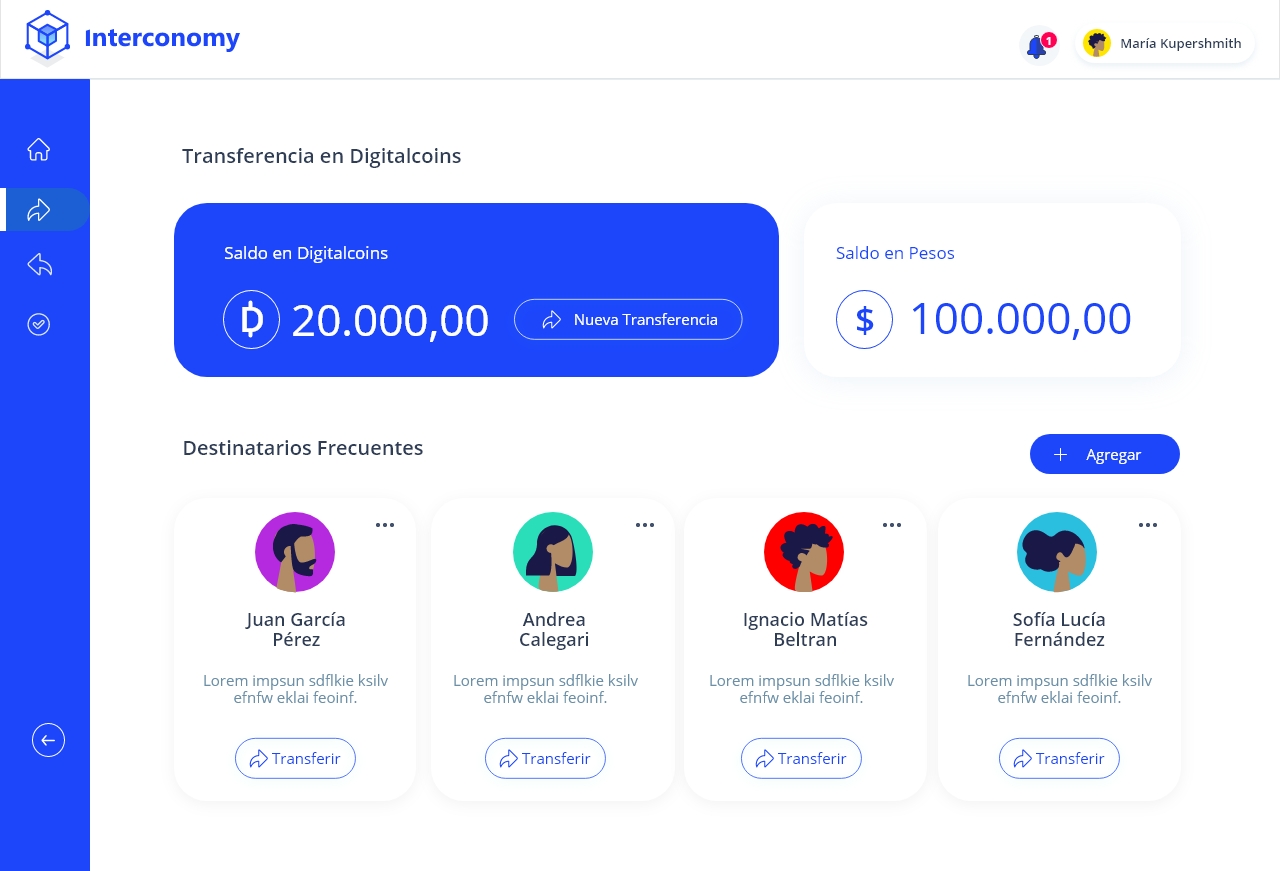 Interconomy
1
María Kupershmith
Transferencia en Digitalcoins
Saldo en Digitalcoins
20.000,00
Nueva Transferencia
Saldo en Pesos
$ 100.000,00
Destinatarios Frecuentes
+ Agregar
Juan García
Pérez
Lorem impsun sdflkie ksilv
efnfw eklai feoinf.
Transferir
Andrea
Calegari
Lorem impsun sdflkie ksilv
efnfw eklai feoinf.
Transferir
Ignacio Matías
Beltran
Lorem impsun sdflkie ksilv
efnfw eklai feoinf.
Transferir
Sofía Lucía
Fernández
Lorem impsun sdflkie ksilv
efnfw eklai feoinf.
Transferir